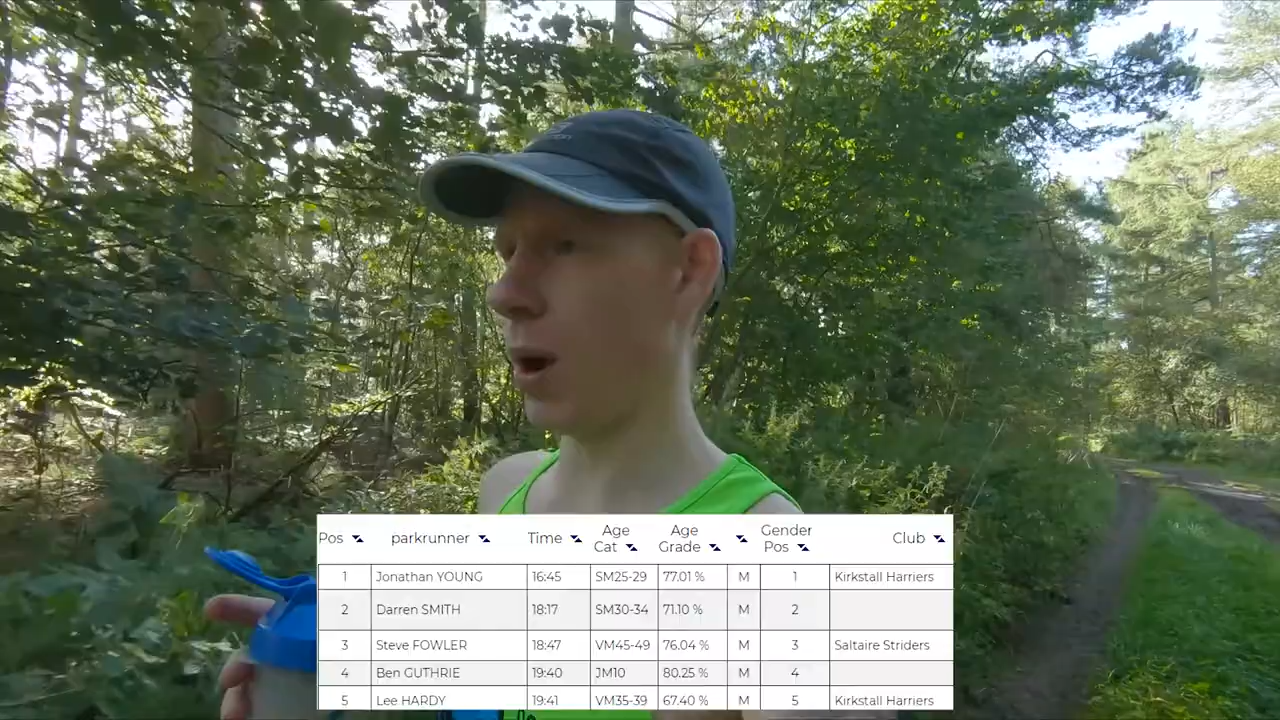 Pos parkrunner Time Age Cat Age Grade Gender Pos Club
1 Jonathan YOUNG 16:45 SM25-29 77.01 % M 1 Kirkstall Harriers
2 Darren SMITH 18:17 SM30-34 71.10 % M 2
3 Steve FOWLER 18:47 VM45-49 76.04 % M 3 Saltaire Striders
4 Ben GUTHRIE 19:40 JM10 80.25 % M 4
5 Lee HARDY 19:41 VM35-39 67.40 % M 5 Kirkstall Harriers